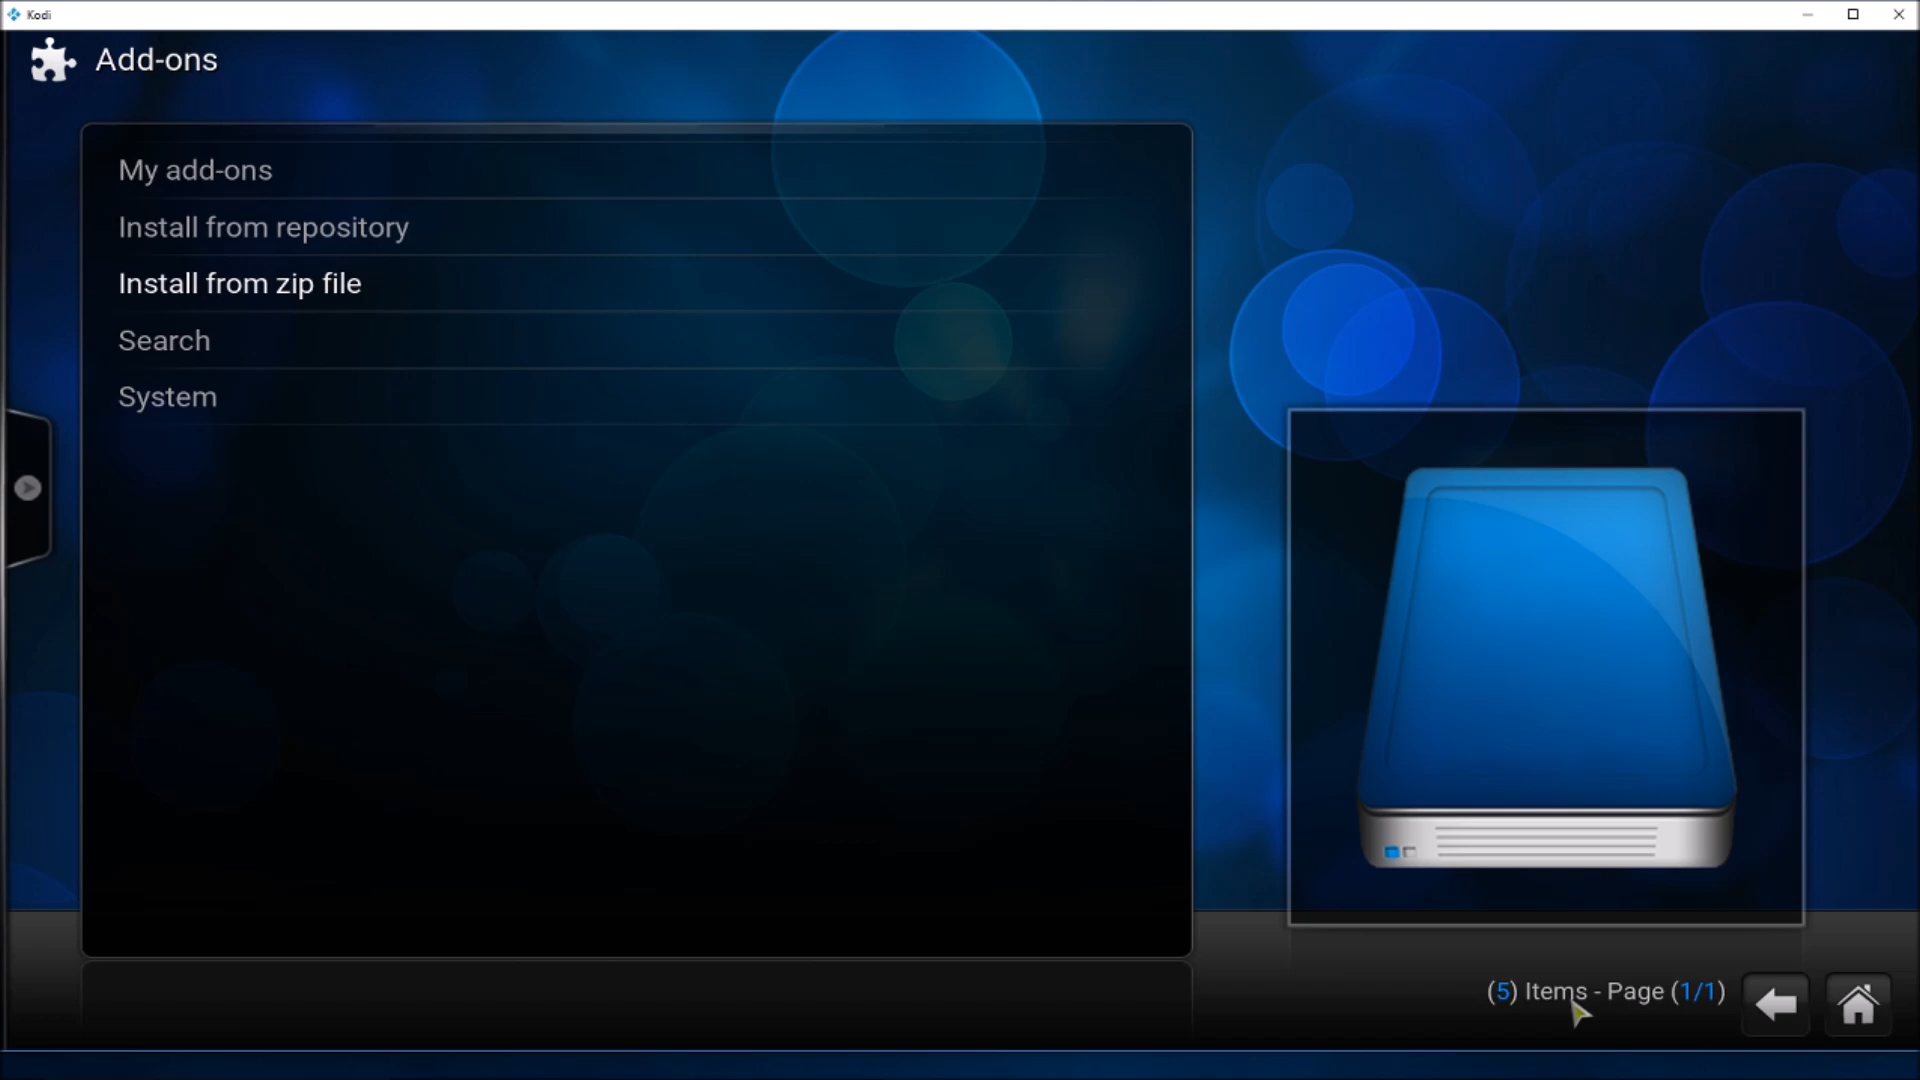 Kodi
Add-ons
My add-ons
Install from repository
Install from zip file
Search
System
(5) Items - Page (1/1)